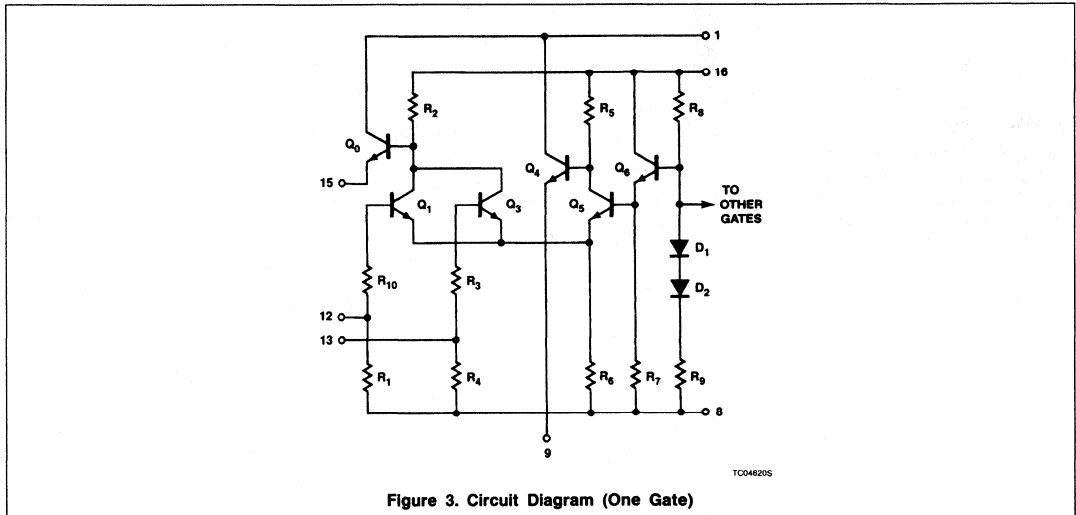 1
16
R2
R5
R8
Q0
Q4
Q6
15
TO
OTHER
GATES
Q1
Q3
Q5
D1
D2
R10
R3
12
13
R1
R4
R6
R7
R9
8
9
TC04620S
Figure 3. Circuit Diagram (One Gate)